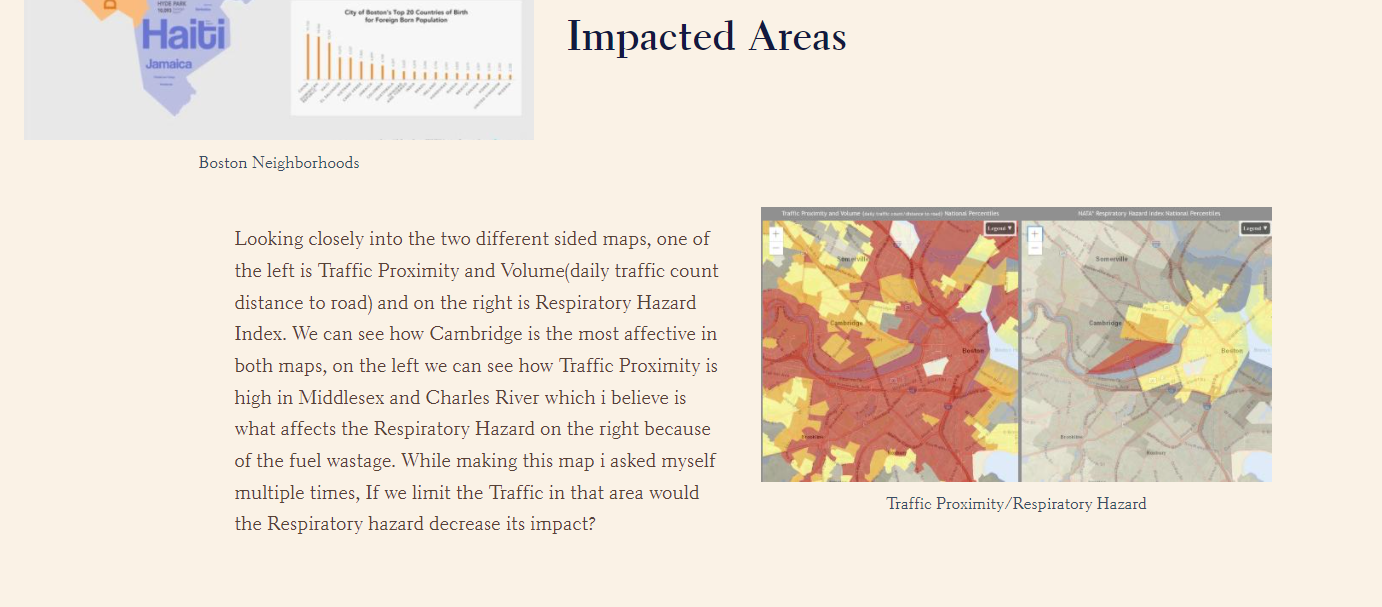 HYDE PARK
Haiti
Jamaica
City of Boston's Top 20 Countries of Birth
for Foreign Born Population
Impacted Areas
Boston Neighborhoods
Looking closely into the two different sided maps, one of
the left is Traffic Proximity and Volume(daily traffic count
distance to road) and on the right is Respiratory Hazard
Index. We can see how Cambridge is the most affective in
both maps, on the left we can see how Traffic Proximity is
high in Middlesex and Charles River which i believe is
what affects the Respiratory Hazard on the right because
of the fuel wastage. While making this map i asked myself
multiple times, If we limit the Traffic in that area would
the Respiratory hazard decrease its impact?
Traffic Proximity and Volume (daily traffic count/distance to road) National Percentiles
NATA* Respiratory Hazard Index National Percentiles
Legend
Legend
Somerville
Somerville
Cambridge
Cambridge
Boston
Boston
Brookline
Traffic Proximity/Respiratory Hazard